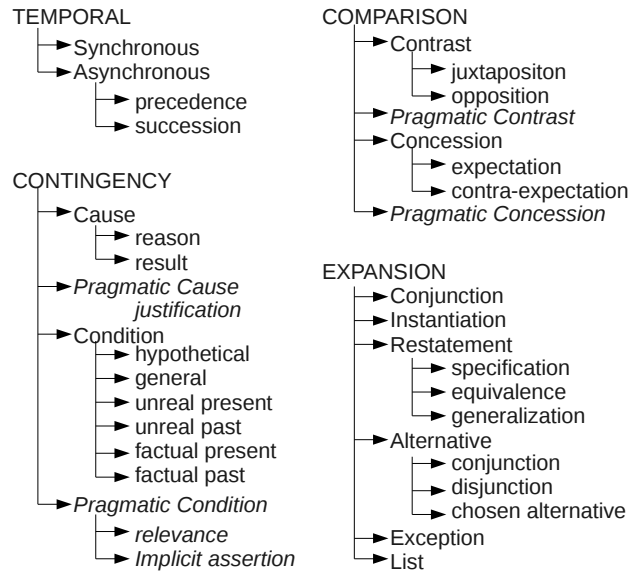 TEMPORAL
Synchronous
Asynchronous
precedence
succession
CONTINGENCY
Cause
reason
result
Pragmatic Cause
justification
Condition
hypothetical
general
unreal present
unreal past
factual present
factual past
Pragmatic Condition
relevance
Implicit assertion
COMPARISON
Contrast
juxtapositon
opposition
Pragmatic Contrast
Concession
expectation
contra-expectation
Pragmatic Concession
EXPANSION
Conjunction
Instantiation
Restatement
specification
equivalence
generalization
Alternative
conjunction
disjunction
chosen alternative
Exception
List